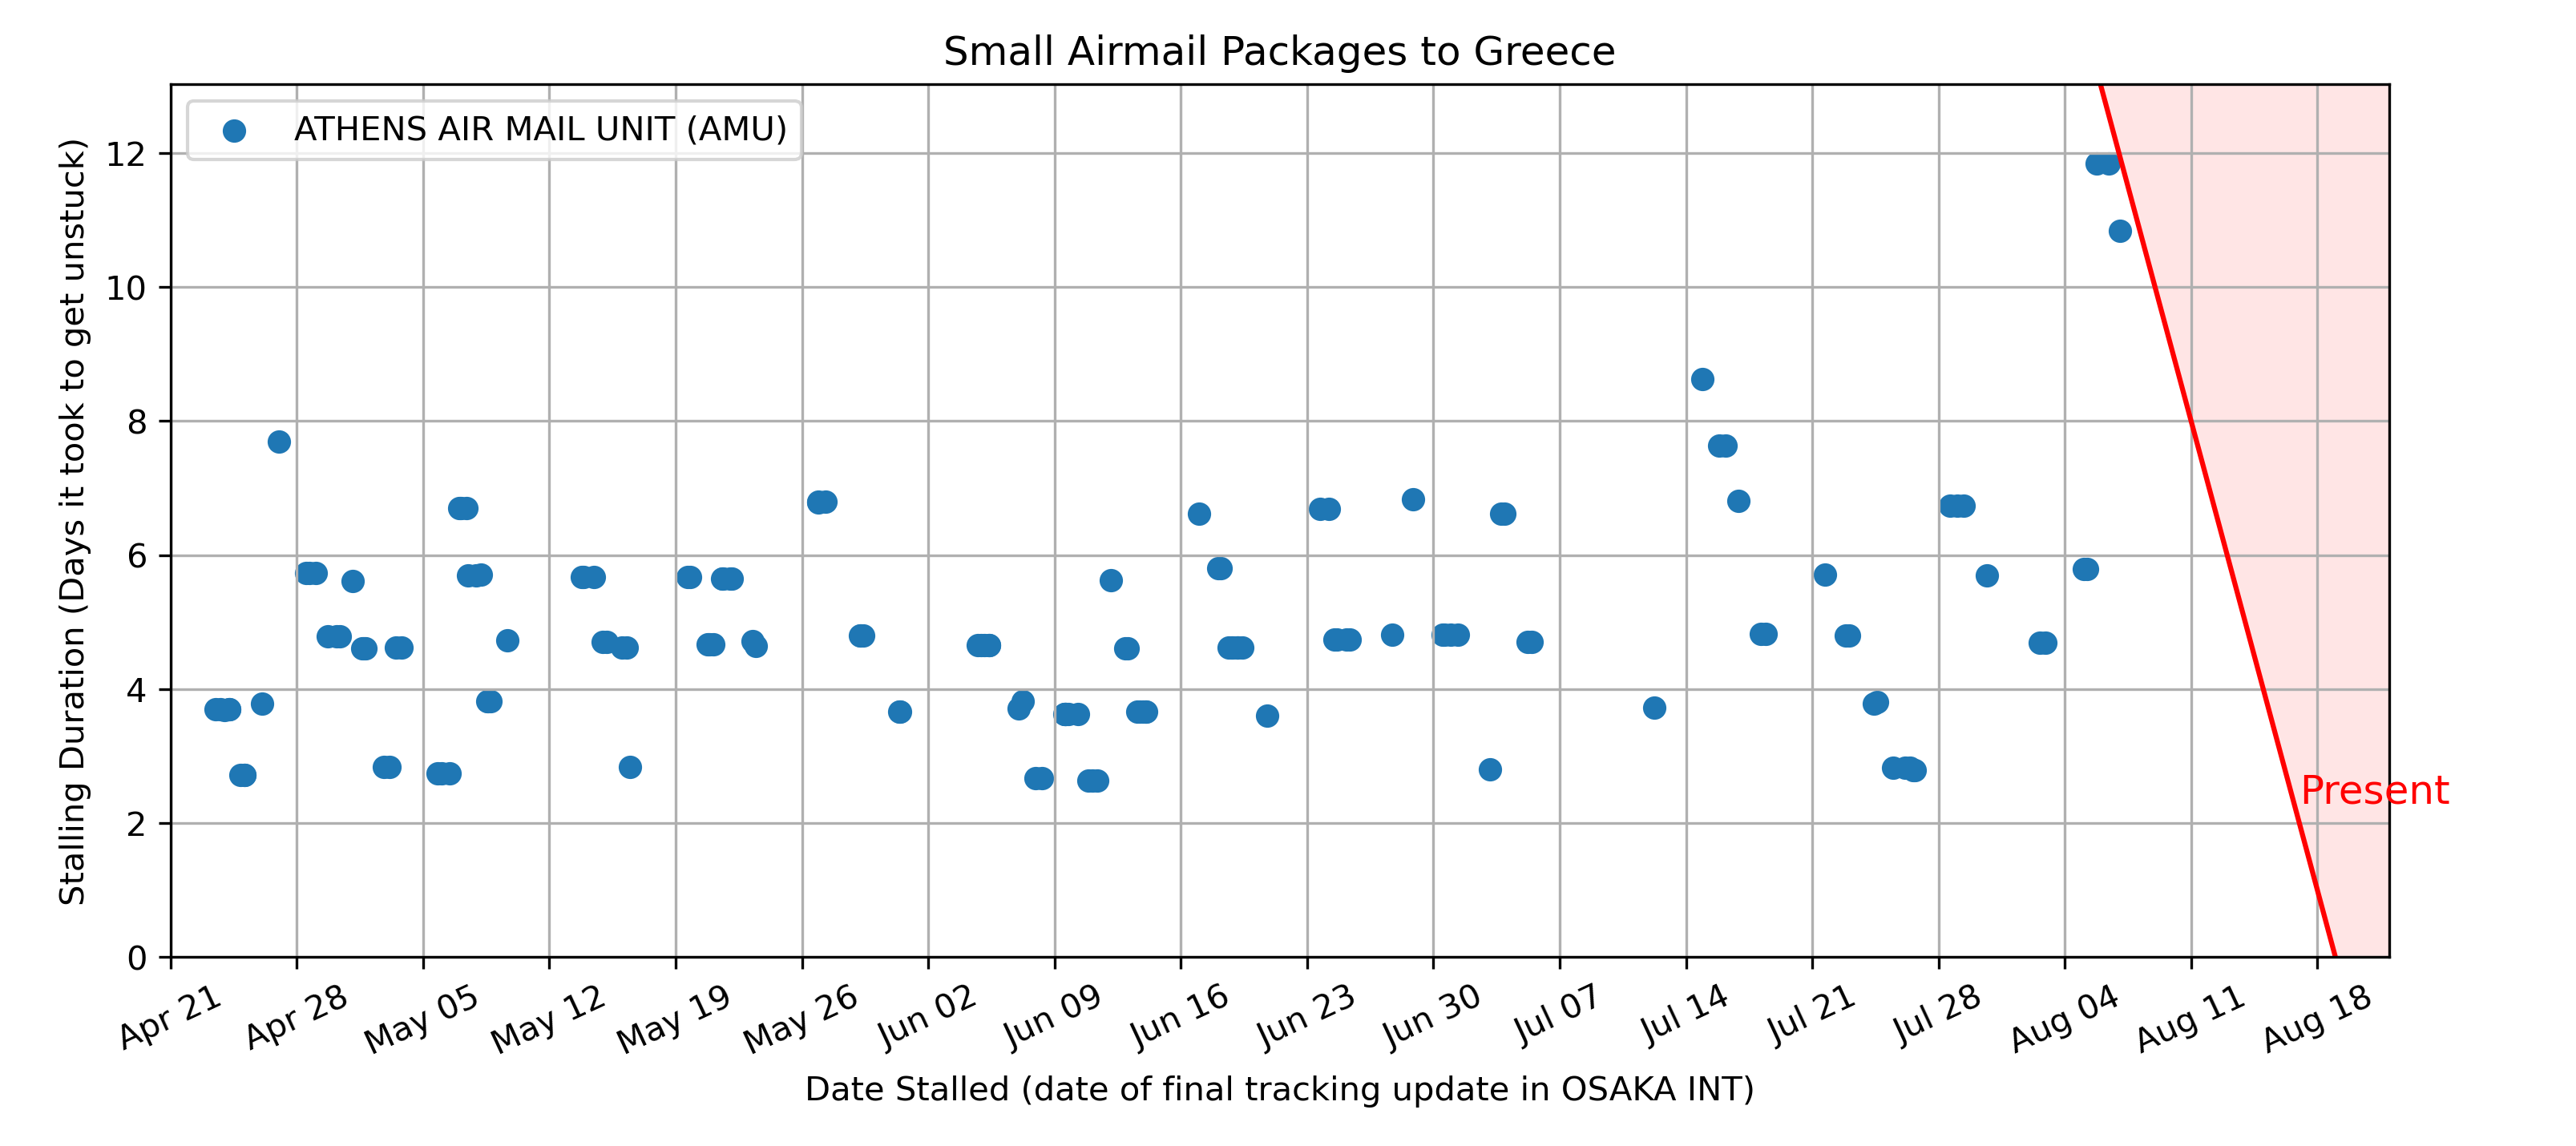 Small Airmail Packages to Greece
ATHENS AIR MAIL UNIT (AMU)
Stalling Duration (Days it took to get unstuck)
12
10
8
6
4
2
0
Present
Apr 21
Apr 28
May 05
May 12
May 19
May 26
Jun 02
Jun 09
Jun 16
Jun 23
Jun 30
Jul 07
Jul 14
Jul 21
Jul 28
Aug 04
Aug 11
Aug 18
Date Stalled (date of final tracking update in OSAKA INT)